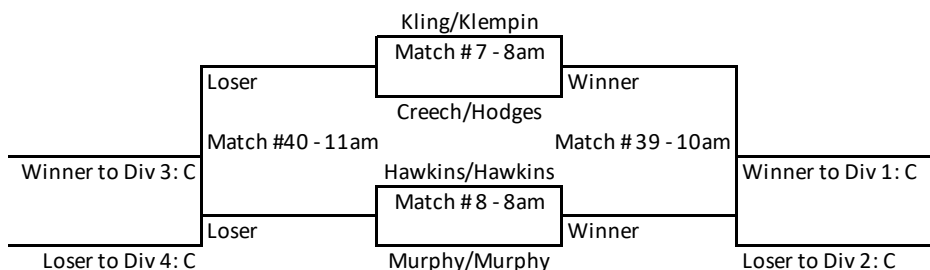 Kling/Klempin
Match #7 - 8am
Loser
Winner
Creech/Hodges
Match #40 - 11am
Match #39 - 10am
Winner to Div 3: C
Hawkins/Hawkins
Winner to Div 1: C
Match #8 - 8am
Loser
Winner
Loser to Div 4: C
Murphy/Murphy
Loser to Div 2: C